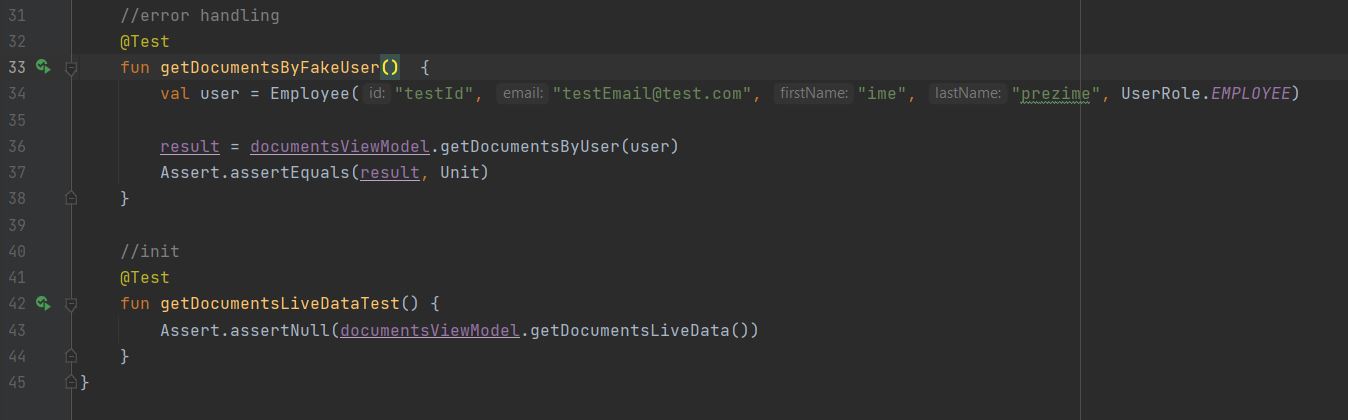 31 //error handling
32 @Test
33 fun getDocumentsByFakeUser() {
34 val user = Employee( id: "testId", email: "testEmail@test.com", firstName: "ime", lastName: "prezime", UserRole.EMPLOYEE)
35
36 result = documentsViewModel.getDocumentsByUser(user)
37 Assert.assertEquals(result, Unit)
38 }
39
40 //init
41 @Test
42 fun getDocumentsLiveDataTest() {
43 Assert.assertNull(documentsViewModel.getDocumentsLiveData())
44 }
45 }